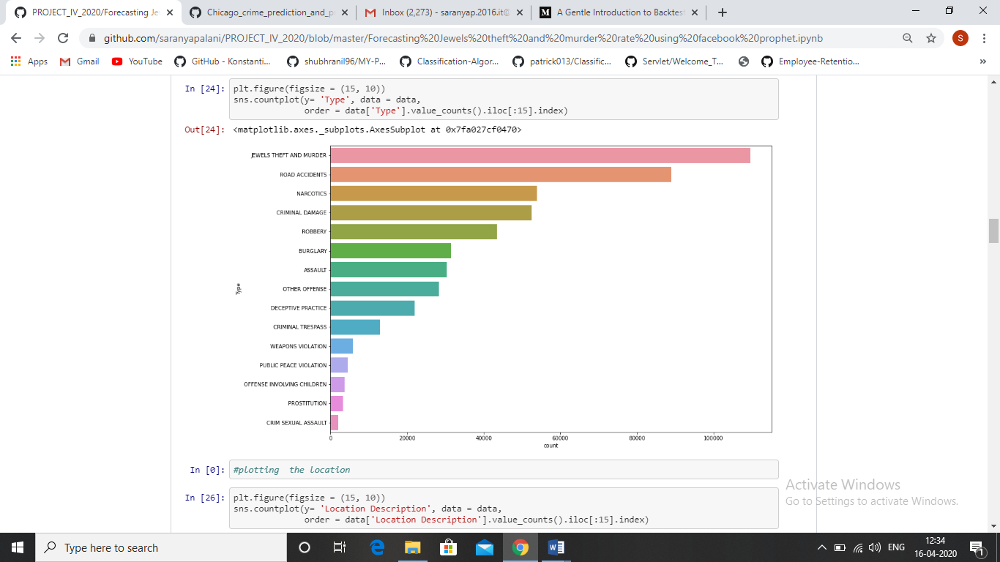 PROJECT_IV_2020/Forecasting Je
Chicago_crime_prediction_and_p
Inbox (2,273) - saranyap.2016.it@
A Gentle Introduction to Backtest
github.com/saranyapalani/PROJECT_IV_2020/blob/master/Forecasting%20Jewels%20theft%20and%20murder%20rate%20using%20facebook%20prophet.ipynb
S
Apps
Gmail
YouTube
GitHub - Konstanti...
shubhranil96/MY-P...
Classification-Algor...
patrick013/Classific...
Servlet/Welcome_T...
Employee-Retentio...
»
In [24]:
plt.figure(figsize = (15, 10))
sns.countplot(y= 'Type', data = data,
order = data['Type'].value_counts().iloc[:15].index)
Out[24]:
<matplotlib.axes._subplots.AxesSubplot at 0x7fa027cf0470>
JEWELS THEFT AND MURDER
ROAD ACCIDENTS
NARCOTICS
CRIMINAL DAMAGE
ROBBERY
BURGLARY
ASSAULT
OTHER OFFENSE
DECEPTIVE PRACTICE
CRIMINAL TRESPASS
WEAPONS VIOLATION
PUBLIC PEACE VIOLATION
OFFENSE INVOLVING CHILDREN
PROSTITUTION
CRIM SEXUAL ASSAULT
Type
0 20000 40000 60000 80000 100000
count
In [0]:
#plotting  the location
In [26]:
plt.figure(figsize = (15, 10))
sns.countplot(y= 'Location Description', data = data,
order = data['Location Description'].value_counts().iloc[:15].index)
Activate Windows
Go to Settings to activate Windows.
Type here to search
ENG
12:34
16-04-2020
1